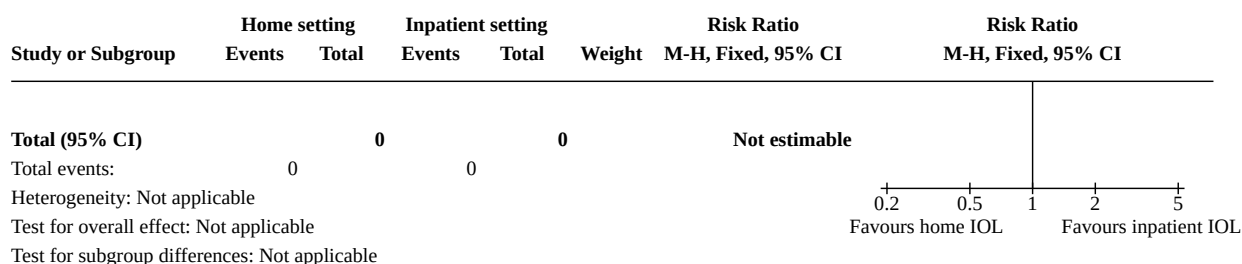 Home setting Inpatient setting Risk Ratio Risk Ratio
Study or Subgroup Events Total Events Total Weight M-H, Fixed, 95% CI M-H, Fixed, 95% CI
Total (95% CI) 0 0 Not estimable
Total events: 0 0
Heterogeneity: Not applicable
0.2 0.5 1 2 5
Test for overall effect: Not applicable Favours home IOL Favours inpatient IOL
Test for subgroup differences: Not applicable